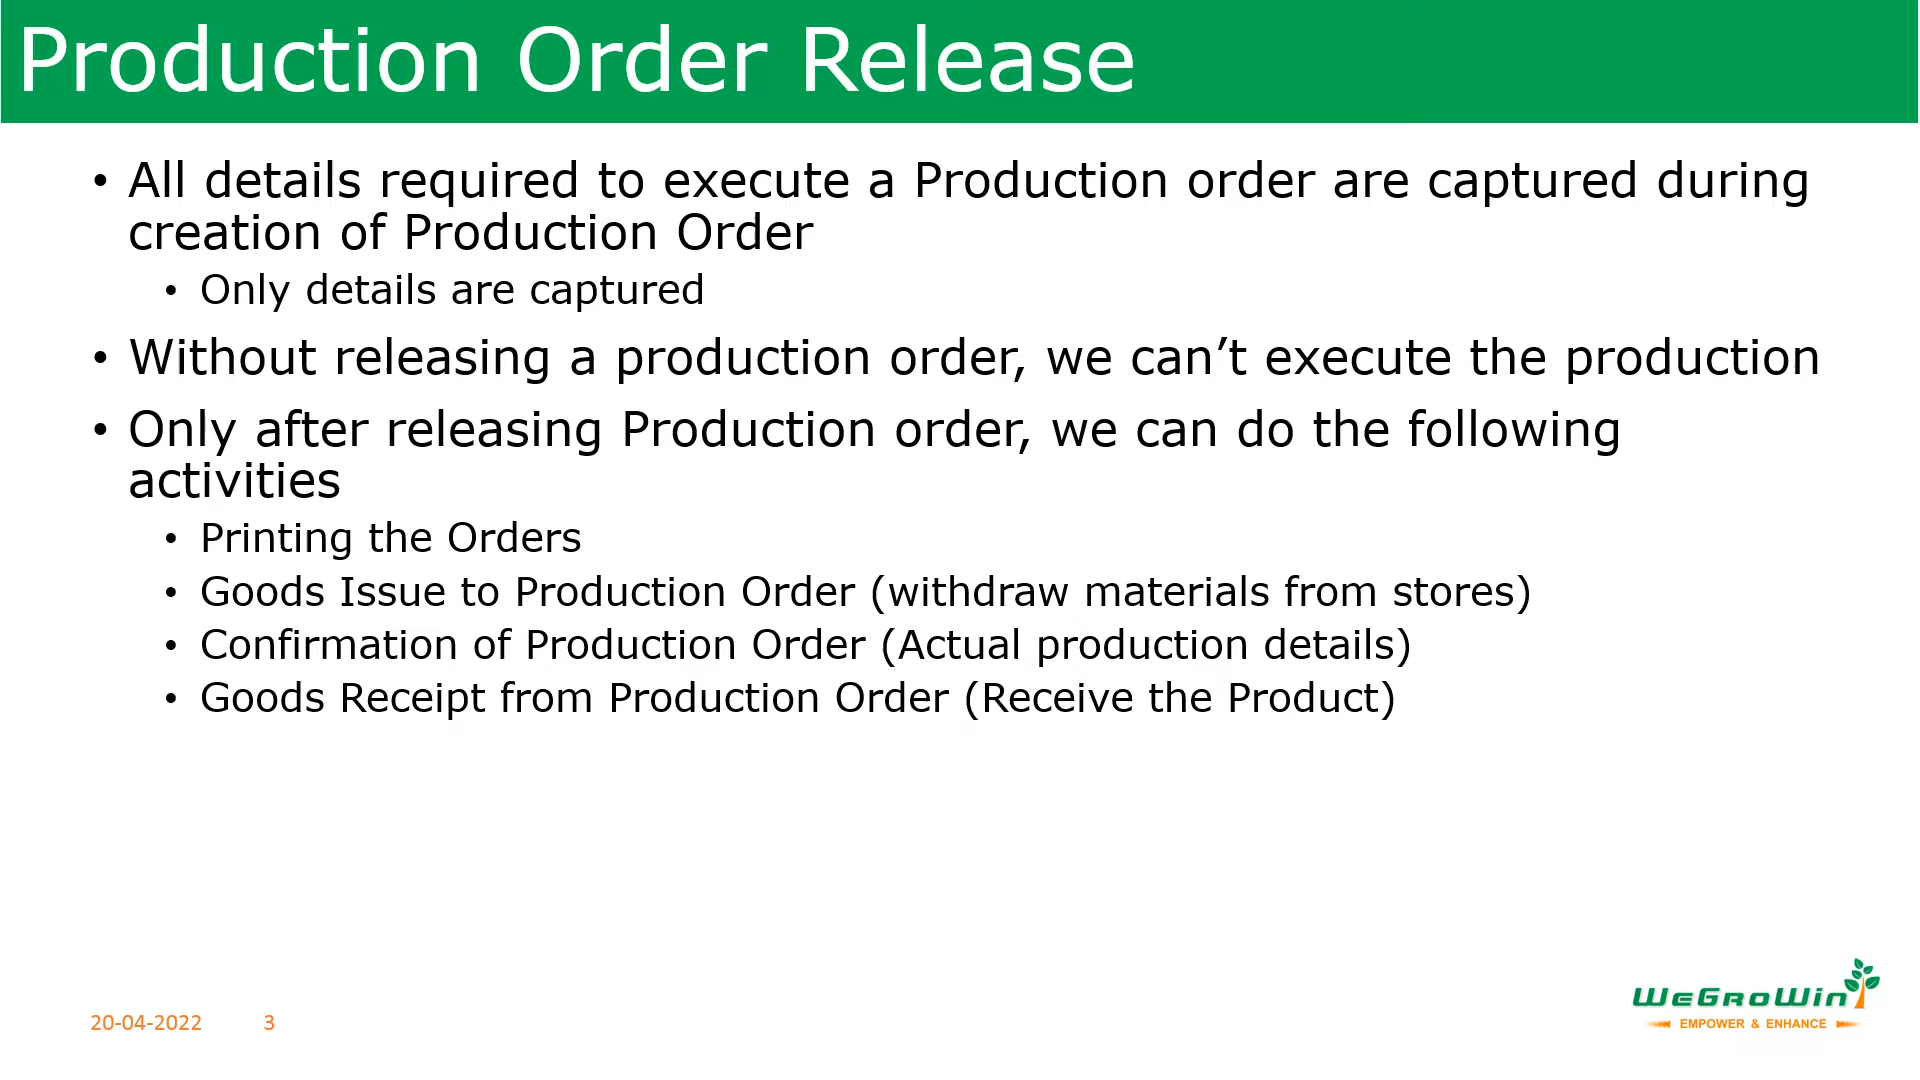 Production Order Release
• All details required to execute a Production order are captured during
creation of Production Order
• Only details are captured
• Without releasing a production order, we can’t execute the production
• Only after releasing Production order, we can do the following
activities
• Printing the Orders
• Goods Issue to Production Order (withdraw materials from stores)
• Confirmation of Production Order (Actual production details)
• Goods Receipt from Production Order (Receive the Product)
20-04-2022 3
WeGroWin
EMPOWER & ENHANCE